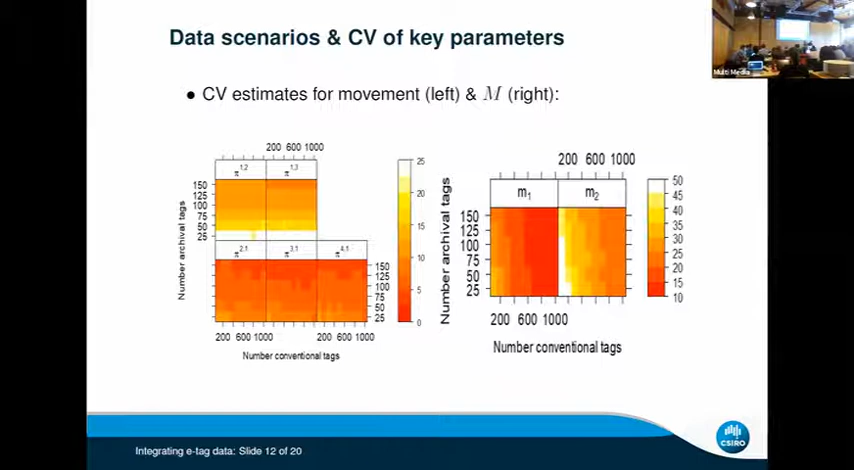 Data scenarios & CV of key parameters
Multi Media
● CV estimates for movement (left) & M (right):
200 600 1000
π1,2 π1,3
150
125
100
75
50
25
Number archival tags
π2,1 π3,1 π4,1
150
125
100
75
50
25
200 600 1000 200 600 1000
Number conventional tags
25
20
15
10
5
0
200 600 1000
m1 m2
150
125
100
75
50
25
Number archival tags
200 600 1000
Number conventional tags
50
45
40
35
30
25
20
15
10
CSIRO
Integrating e-tag data: Slide 12 of 20